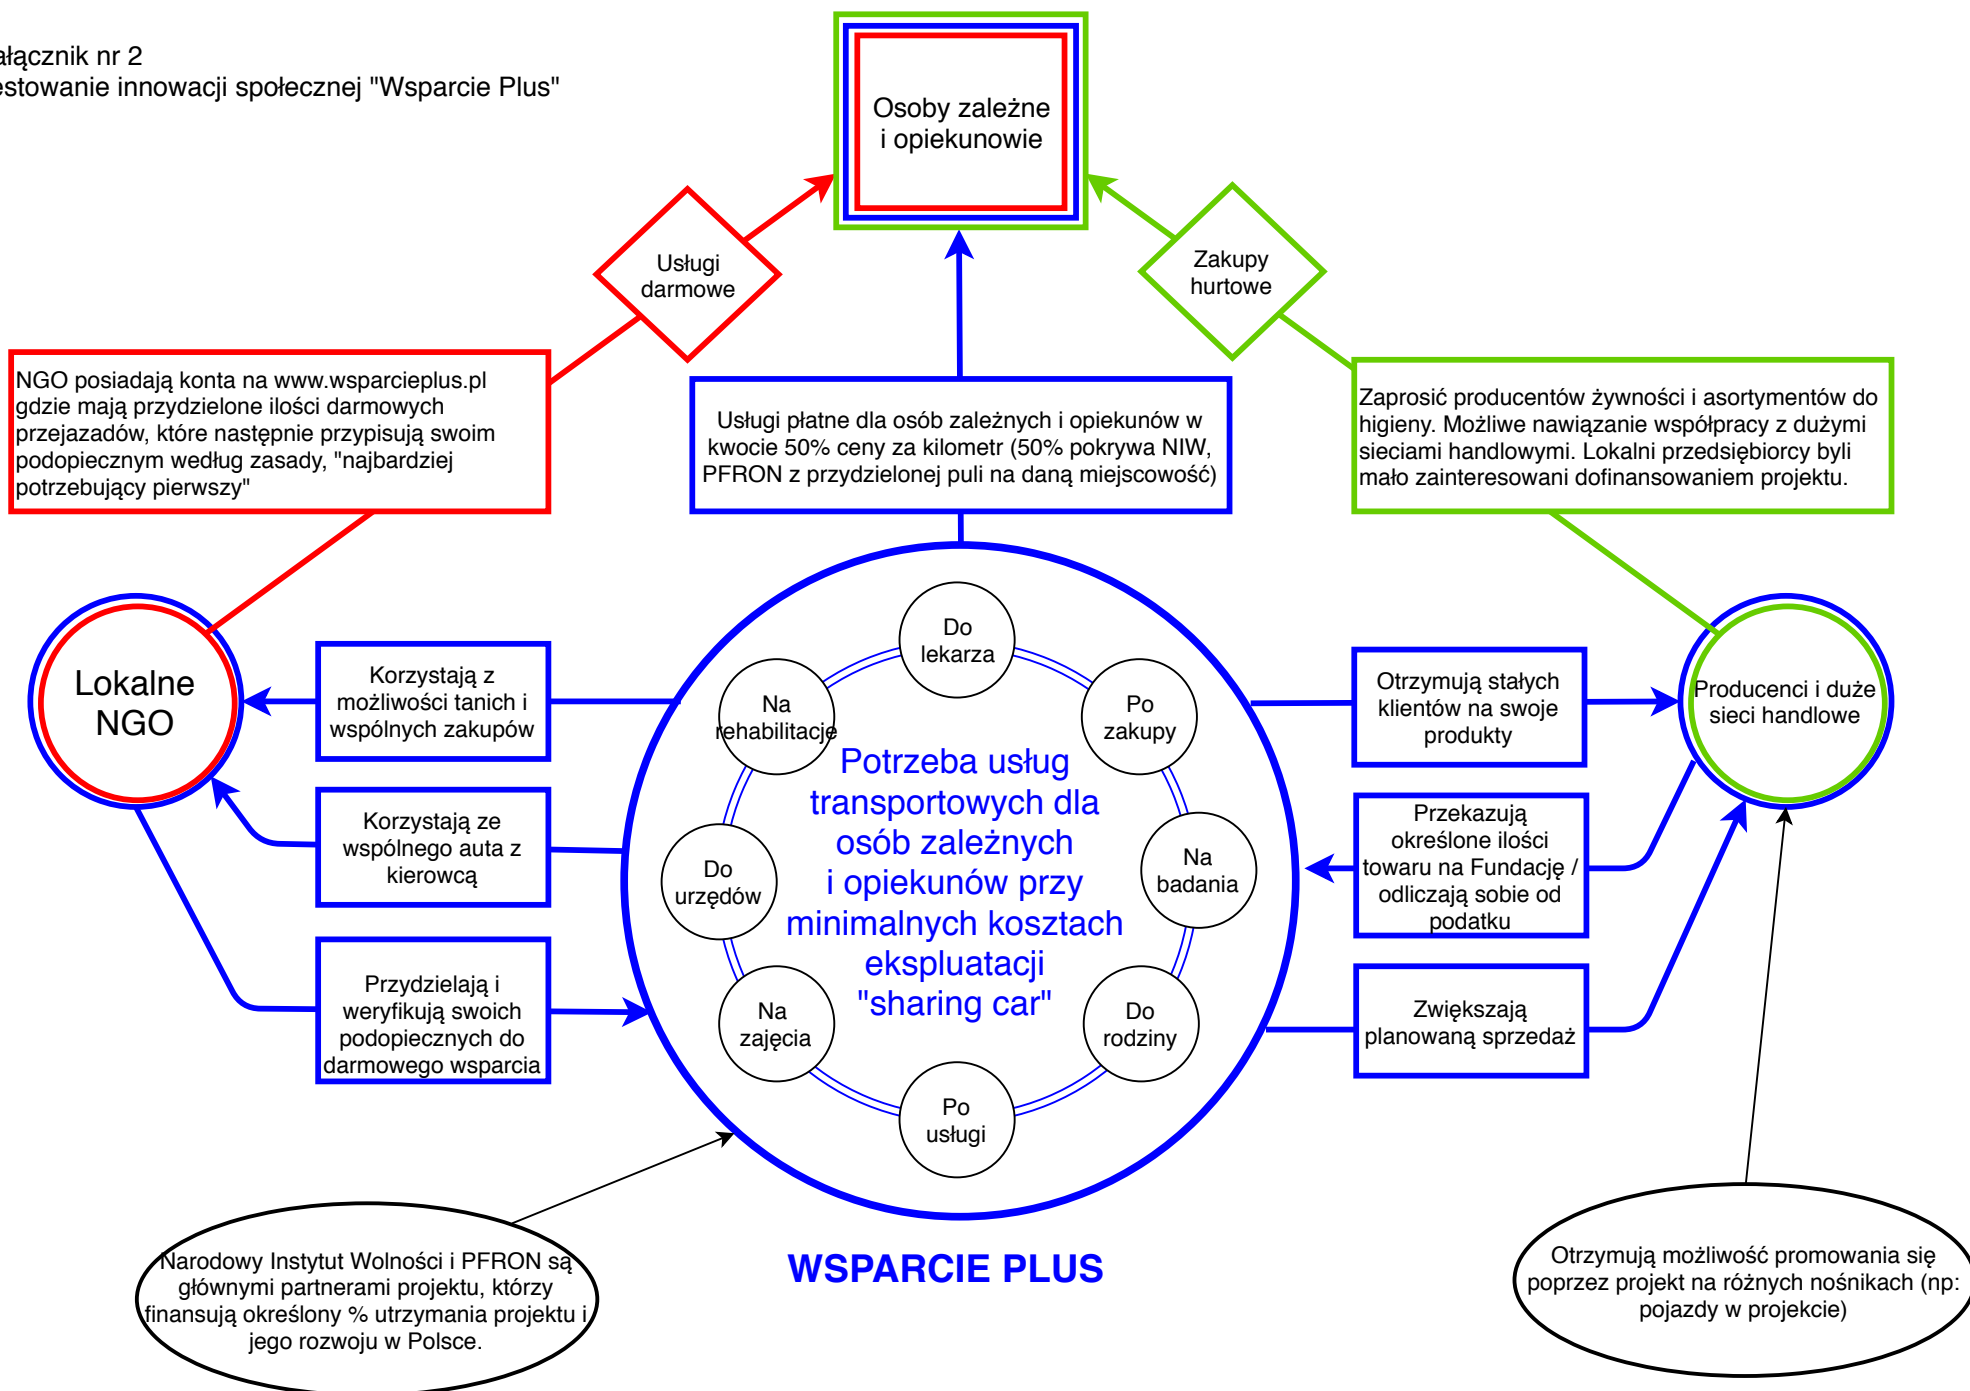 ałącznik nr 2
estowanie innowacji społecznej "Wsparcie Plus"
Osoby zależne
i opiekunowie
Usługi
darmowe
Zakupy
hurtowe
NGO posiadają konta na www.wsparcieplus.pl
gdzie mają przydzielone ilości darmowych
przejazadów, które następnie przypisują swoim
podopiecznym według zasady, "najbardziej
potrzebujący pierwszy"
Usługi płatne dla osób zależnych i opiekunów w
kwocie 50% ceny za kilometr (50% pokrywa NIW,
PFRON z przydzielonej puli na daną miejscowość)
Zaprosić producentów żywności i asortymentów do
higieny. Możliwe nawiązanie współpracy z dużymi
sieciami handlowymi. Lokalni przedsiębiorcy byli
mało zainteresowani dofinansowaniem projektu.
Lokalne
NGO
Korzystają z
możliwości tanich i
wspólnych zakupów
Korzystają ze
wspólnego auta z
kierowcą
Przydzielają i
weryfikują swoich
podopiecznych do
darmowego wsparcia
Do
lekarza
Na
rehabilitacje
Po
zakupy
Do
urzędów
Na
badania
Na
zajęcia
Do
rodziny
Po
usługi
Potrzeba usług
transportowych dla
osób zależnych
i opiekunów przy
minimalnych kosztach
ekspluatacji
"sharing car"
Otrzymują stałych
klientów na swoje
produkty
Przekazują
określone ilości
towaru na Fundację /
odliczają sobie od
podatku
Zwiększają
planowaną sprzedaż
Producenci i duże
sieci handlowe
WSPARCIE PLUS
Narodowy Instytut Wolności i PFRON są
głównymi partnerami projektu, którzy
finansują określony % utrzymania projektu i
jego rozwoju w Polsce.
Otrzymują możliwość promowania się
poprzez projekt na różnych nośnikach (np:
pojazdy w projekcie)